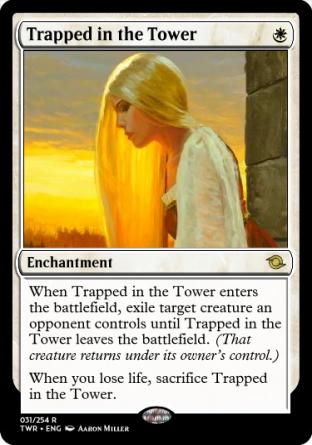 Trapped in the Tower
Enchantment
When Trapped in the Tower enters
the battlefield, exile target creature an
opponent controls until Trapped in the
Tower leaves the battlefield. (That
creature returns under its owner's control.)
When you lose life, sacrifice Trapped
in the Tower.
031/254 R
TWR • ENG Aaron Miller